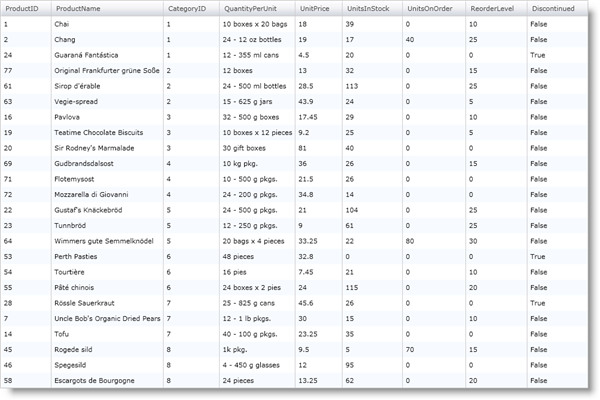 ProductID ProductName CategoryID QuantityPerUnit UnitPrice UnitsInStock UnitsOnOrder ReorderLevel Discontinued
1 Chai 1 10 boxes x 20 bags 18 39 0 10 False
2 Chang 1 24 - 12 oz bottles 19 17 40 25 False
24 Guaraná Fantástica 1 12 - 355 ml cans 4.5 20 0 0 True
77 Original Frankfurter grüne Soße 2 12 boxes 13 32 0 15 False
61 Sirop d'érable 2 24 - 500 ml bottles 28.5 113 0 25 False
63 Vegie-spread 2 15 - 625 g jars 43.9 24 0 5 False
16 Pavlova 3 32 - 500 g boxes 17.45 29 0 10 False
19 Teatime Chocolate Biscuits 3 10 boxes x 12 pieces 9.2 25 0 5 False
20 Sir Rodney's Marmalade 3 30 gift boxes 81 40 0 0 False
69 Gudbrandsdalsost 4 10 kg pkg. 36 26 0 15 False
71 Flotemysost 4 10 - 500 g pkgs. 21.5 26 0 0 False
72 Mozzarella di Giovanni 4 24 - 200 g pkgs. 34.8 14 0 0 False
22 Gustaf's Knäckebröd 5 24 - 500 g pkgs. 21 104 0 25 False
23 Tunnbröd 5 12 - 250 g pkgs. 9 61 0 25 False
64 Wimmers gute Semmelknödel 5 20 bags x 4 pieces 33.25 22 80 30 False
53 Perth Pasties 6 48 pieces 32.8 0 0 0 True
54 Tourtière 6 16 pies 7.45 21 0 10 False
55 Pâté chinois 6 24 boxes x 2 pies 24 115 0 20 False
28 Rössle Sauerkraut 7 25 - 825 g cans 45.6 26 0 0 True
7 Uncle Bob's Organic Dried Pears 7 12 - 1 lb pkgs. 30 15 0 10 False
14 Tofu 7 40 - 100 g pkgs. 23.25 35 0 0 False
45 Rogede sild 8 1k pkg. 9.5 5 70 15 False
46 Spegesild 8 4 - 450 g glasses 12 95 0 0 False
58 Escargots de Bourgogne 8 24 pieces 13.25 62 0 20 False